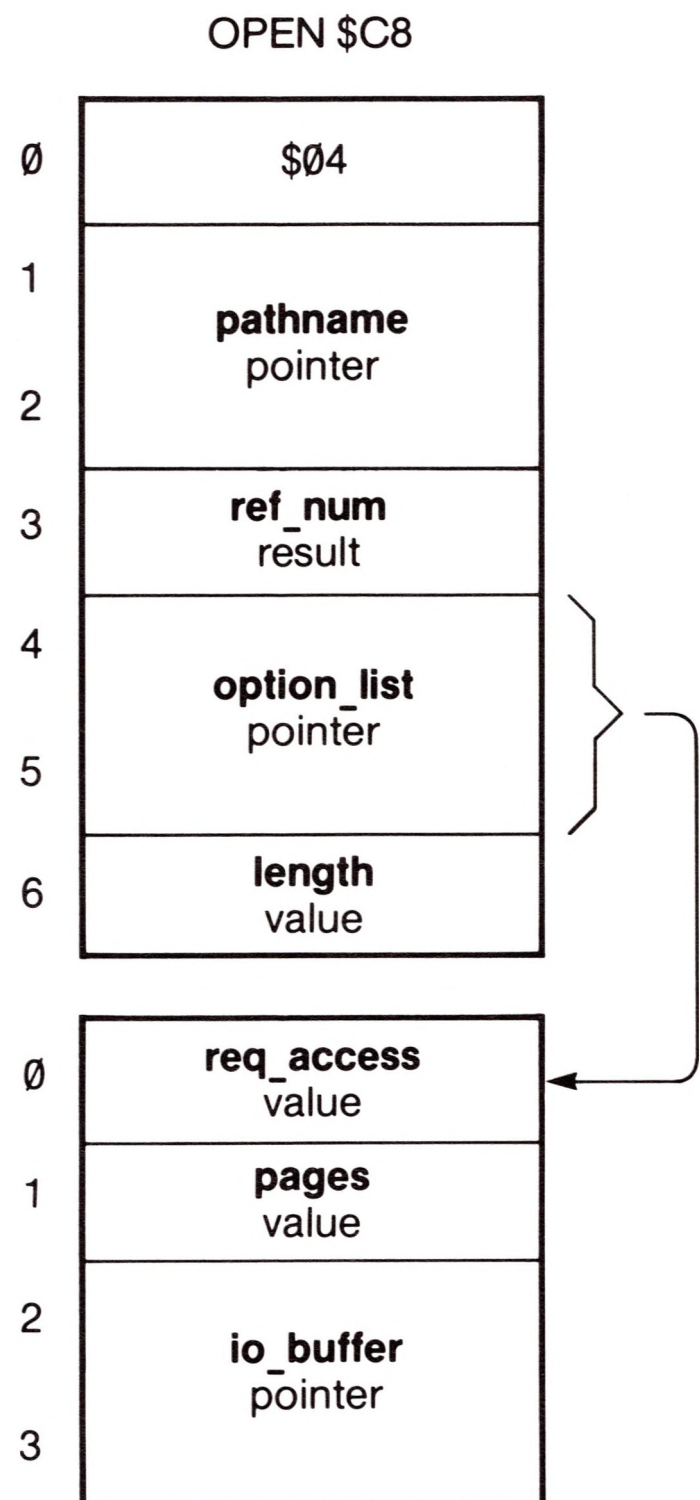 OPEN $C8
Ø
$Ø4
1
pathname
pointer
2
3
ref_num
result
4
option_list
pointer
5
6
length
value
Ø
req_access
value
1
pages
value
2
io_buffer
pointer
3